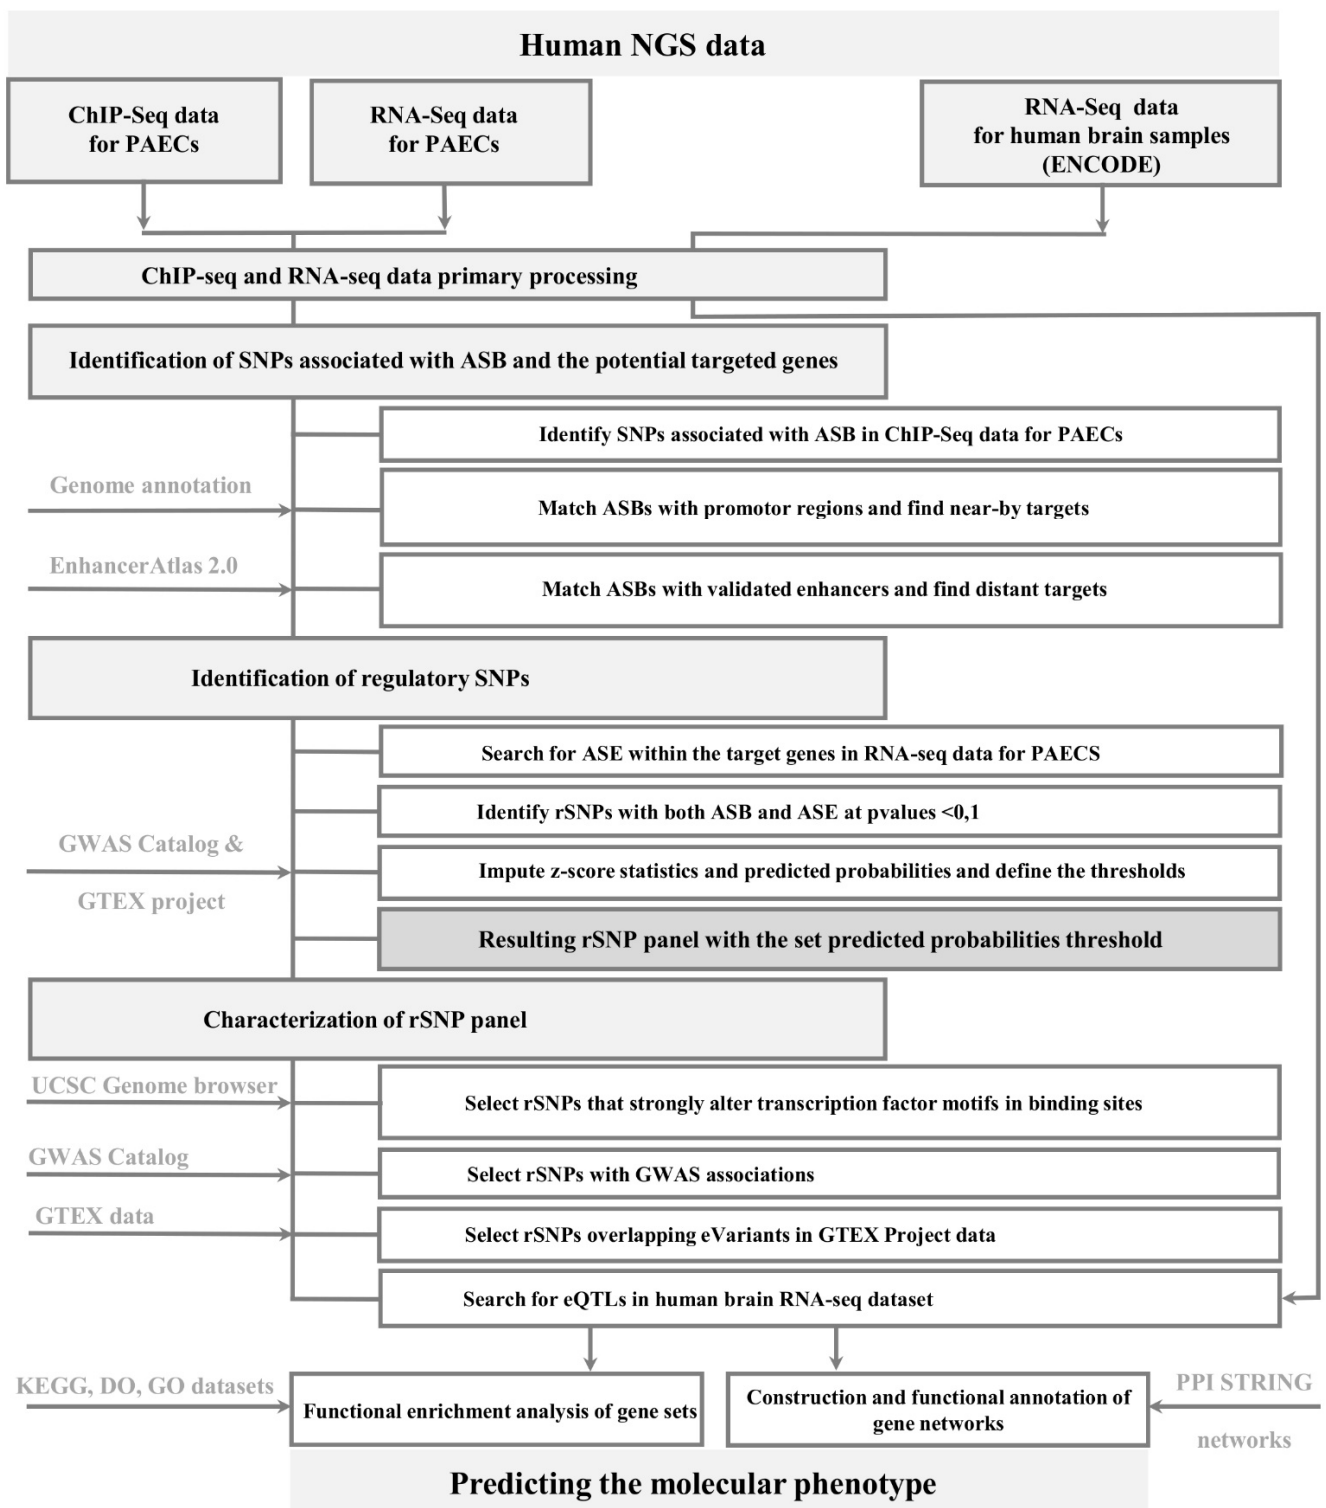 Human NGS data
ChIP-Seq data
for PAECs
RNA-Seq data
for PAECs
RNA-Seq data
for human brain samples
(ENCODE)
ChIP-seq and RNA-seq data primary processing
Identification of SNPs associated with ASB and the potential targeted genes
Identify SNPs associated with ASB in ChIP-Seq data for PAECs
Genome annotation
Match ASBs with promotor regions and find near-by targets
EnhancerAtlas 2.0
Match ASBs with validated enhancers and find distant targets
Identification of regulatory SNPs
Search for ASE within the target genes in RNA-seq data for PAECS
Identify rSNPs with both ASB and ASE at pvalues <0,1
GWAS Catalog &
GTEX project
Impute z-score statistics and predicted probabilities and define the thresholds
Resulting rSNP panel with the set predicted probabilities threshold
Characterization of rSNP panel
UCSC Genome browser
Select rSNPs that strongly alter transcription factor motifs in binding sites
GWAS Catalog
Select rSNPs with GWAS associations
GTEX data
Select rSNPs overlapping eVariants in GTEX Project data
Search for eQTLs in human brain RNA-seq dataset
KEGG, DO, GO datasets
Functional enrichment analysis of gene sets
Construction and functional annotation of
gene networks
PPI STRING
networks
Predicting the molecular phenotype